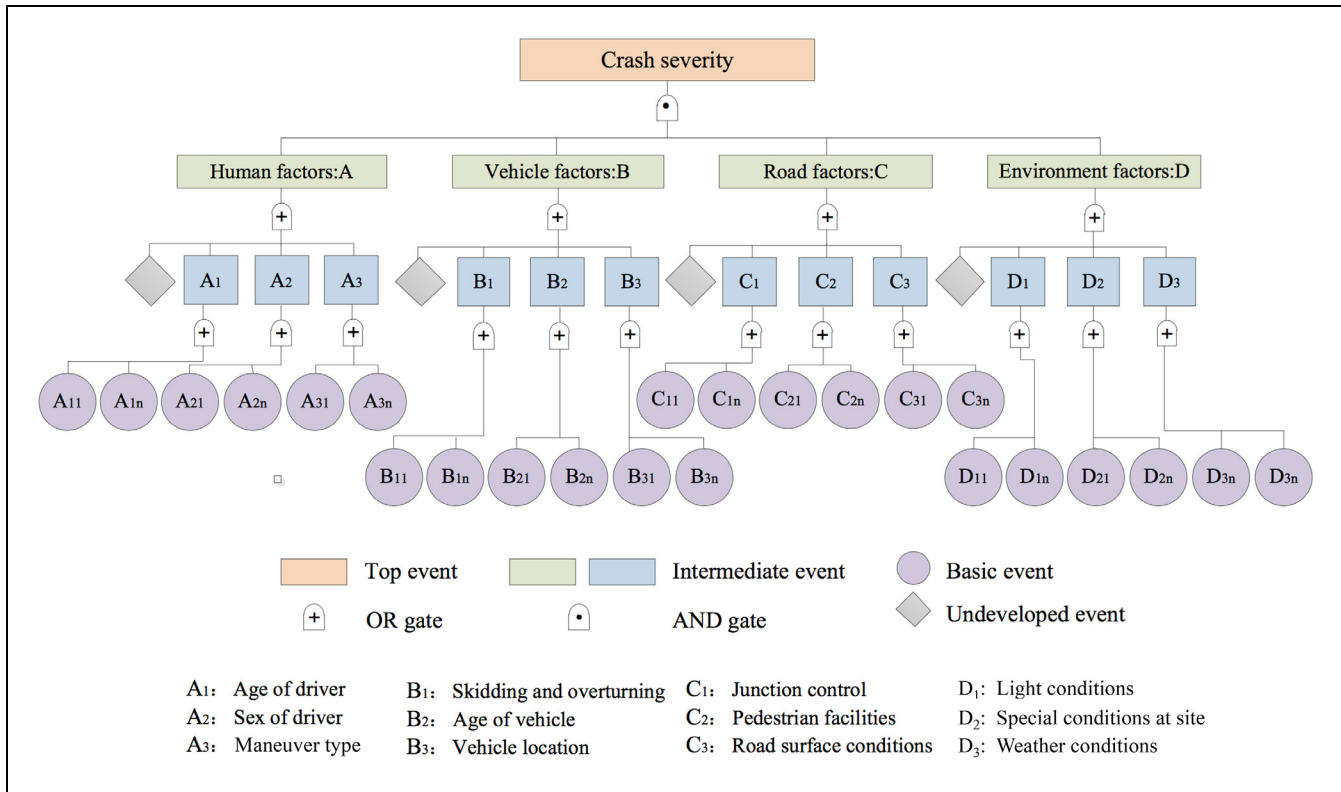 Crash severity
Human factors:A Vehicle factors:B Road factors:C Environment factors:D
A1 A2 A3 B1 B2 B3 C1 C2 C3 D1 D2 D3
A11 A1n A21 A2n A31 A3n C11 C1n C21 C2n C31 C3n
B11 B1n B21 B2n B31 B3n D11 D1n D21 D2n D3n D3n
Top event Intermediate event Basic event
OR gate AND gate Undeveloped event
A1: Age of driver B1: Skidding and overturning C1: Junction control D1: Light conditions
A2: Sex of driver B2: Age of vehicle C2: Pedestrian facilities D2: Special conditions at site
A3: Maneuver type B3: Vehicle location C3: Road surface conditions D3: Weather conditions